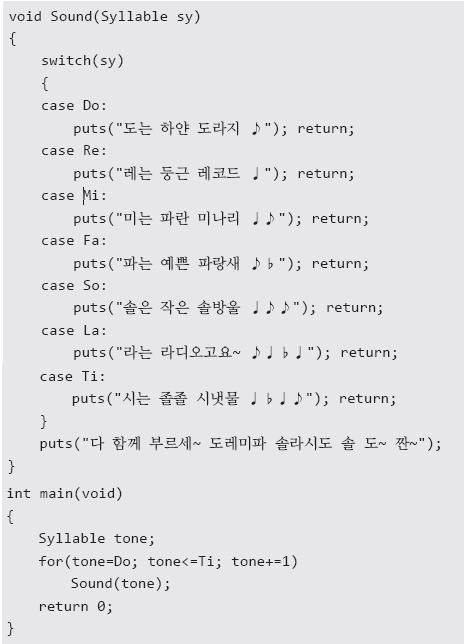 void Sound(Syllable sy)
{
    switch(sy)
    {
    case Do:
        puts("도는 하얀 도라지 ♪"); return;
    case Re:
        puts("레는 둥근 레코드 ♩"); return;
    case Mi:
        puts("미는 파란 미나리 ♩♪"); return;
    case Fa:
        puts("파는 예쁜 파랑새 ♪♭"); return;
    case So:
        puts("솔은 작은 솔방울 ♩♪♪"); return;
    case La:
        puts("라는 라디오고요~ ♪♩♭♩"); return;
    case Ti:
        puts("시는 졸졸 시냇물 ♩♭♩♪"); return;
    }
    puts("다 함께 부르세~ 도레미파 솔라시도 솔 도~ 짠~");
}
int main(void)
{
    Syllable tone;
    for(tone=Do; tone<=Ti; tone+=1)
        Sound(tone);
    return 0;
}